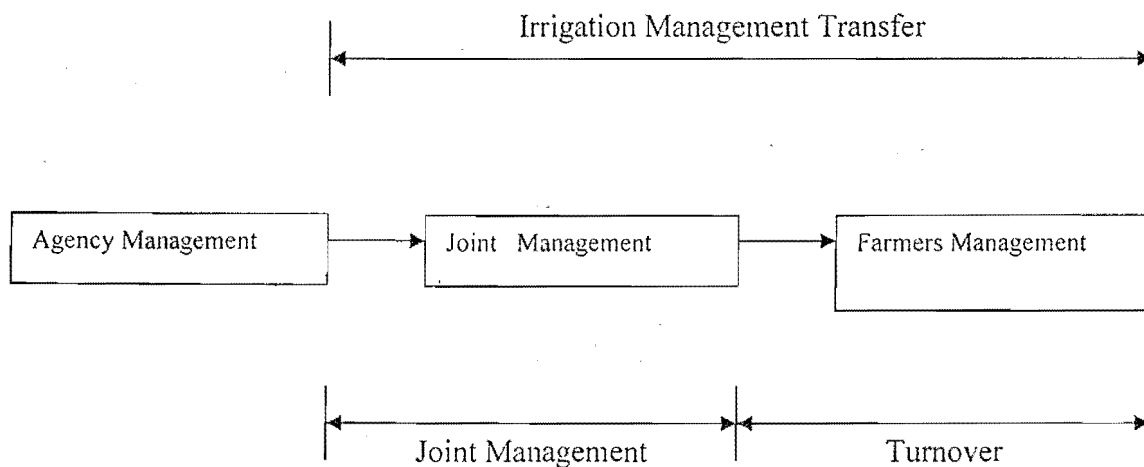 Irrigation Management Transfer
Agency Management
Joint Management
Farmers Management
Joint Management
Turnover